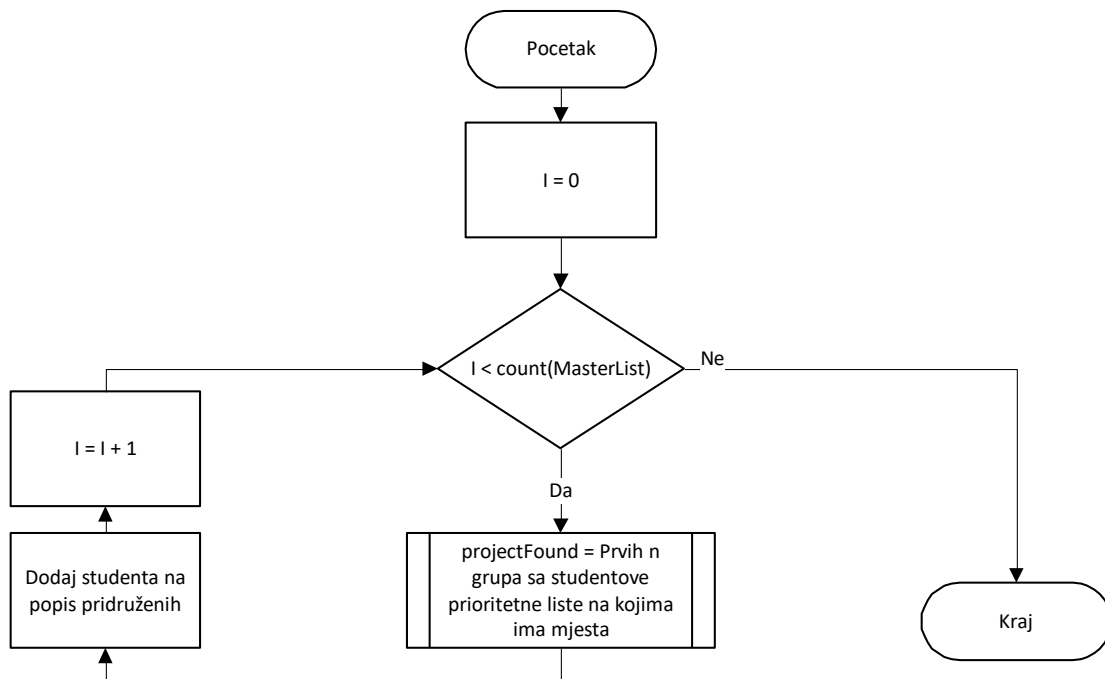 Pocetak
I = 0
I < count(MasterList)
Ne
I = I + 1
Da
Dodaj studenta na
popis pridruženih
projectFound = Prvih n
grupa sa studentove
prioritetne liste na kojima
ima mjesta
Kraj